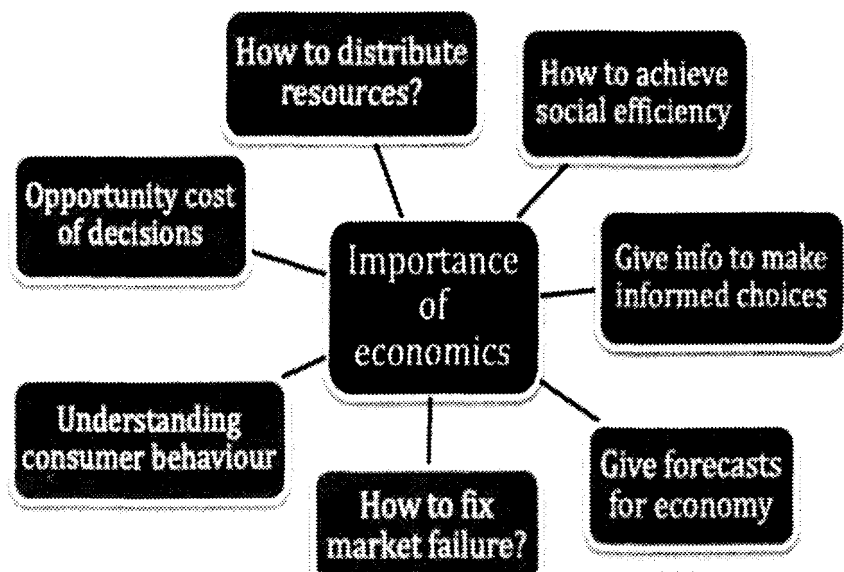 How to distribute
resources?
How to achieve
social efficiency
Opportunity cost
of decisions
Importance
of
economics
Give info to make
informed choices
Understanding
consumer behaviour
How to fix
market failure?
Give forecasts
for economy